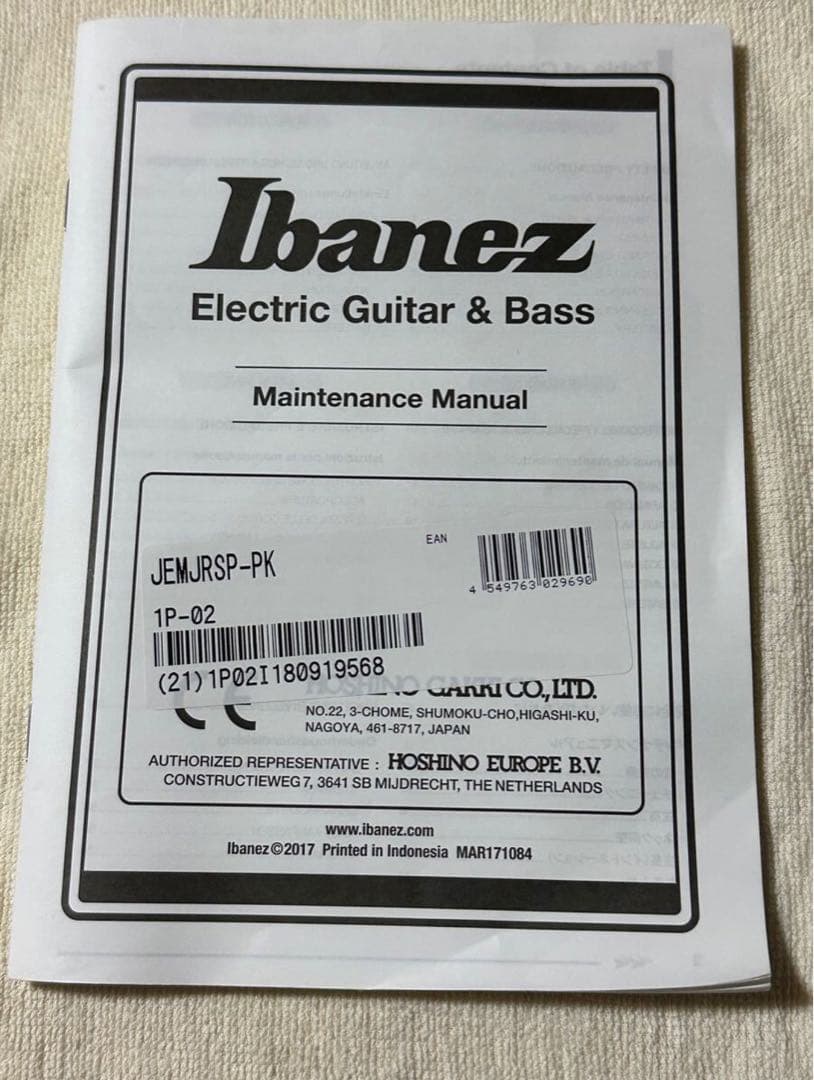 Ibanez
Electric Guitar & Bass
Maintenance Manual
EAN
JEMJRSP-PK
4 549763 029690
1P-02
(21)1P02I180919568
GAKKI CO., LTD.
NO.22, 3-CHOME, SHUMOKU-CHO,HIGASHI-KU,
NAGOYA, 461-8717, JAPAN
AUTHORIZED REPRESENTATIVE : HOSHINO EUROPE B.V.
CONSTRUCTIEWEG 7, 3641 SB MIJDRECHT, THE NETHERLANDS
www.ibanez.com
Ibanez©2017 Printed in Indonesia MAR171084